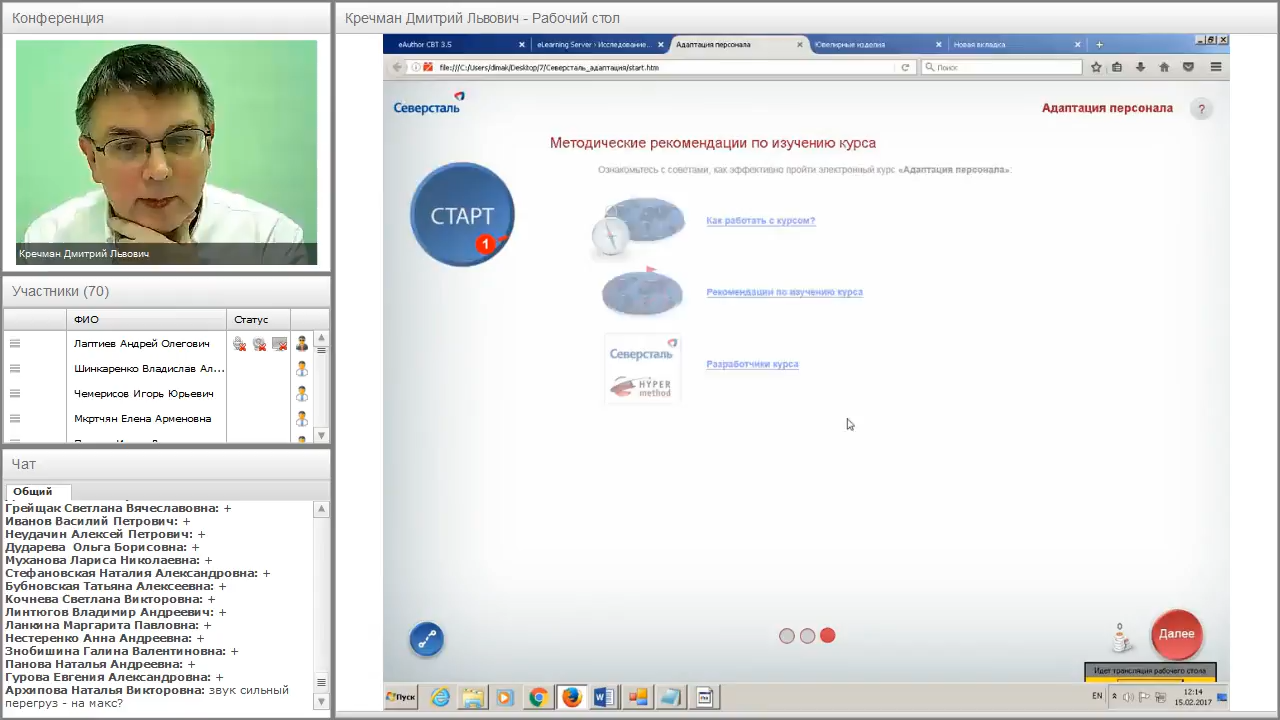 Конференция
Кречман Дмитрий Львович
Участники (70)
ФИО
Статус
Лаптиев Андрей Олегович
Чемерисов Игорь Юрьевич
Мкртчян Елена Арменовна
Чат
Общий
Грейщак Светлана Вячеславовна: +
Иванов Василий Петрович: +
Неудачин Алексей Петрович: +
Дударева Ольга Борисовна: +
Муханова Лариса Николаевна: +
Стефановская Наталия Александровна: +
Бубновская Татьяна Алексеевна: +
Кочнева Светлана Викторовна: +
Линтюгов Владимир Андреевич: +
Ланкина Маргарита Павловна: +
Нестеренко Анна Андреевна: +
Знобишина Галина Валентиновна: +
Панова Наталья Андреевна: +
Гурова Евгения Александровна: +
Архипова Наталья Викторовна: звук сильный
перегруз - на макс?
Кречман Дмитрий Львович - Рабочий стол
eAuthor CBT 3.5
eLearning Server : Исследование...
Адаптация персонала
Ювелирные изделия
Новая вкладка
file:///C:/Users/dimak/Desktop/7/Северсталь_адаптация/start.htm
Поиск
Северсталь
Адаптация персонала
?
Методические рекомендации по изучению курса
Ознакомьтесь с советами, как эффективно пройти электронный курс «Адаптация персонала»:
СТАРТ
1
Как работать с курсом?
Рекомендации по изучению курса
Северсталь
HYPER
method
Разработчики курса
Далее
Идет трансляция рабочего стола
Пуск
EN
12:14
15.02.2017